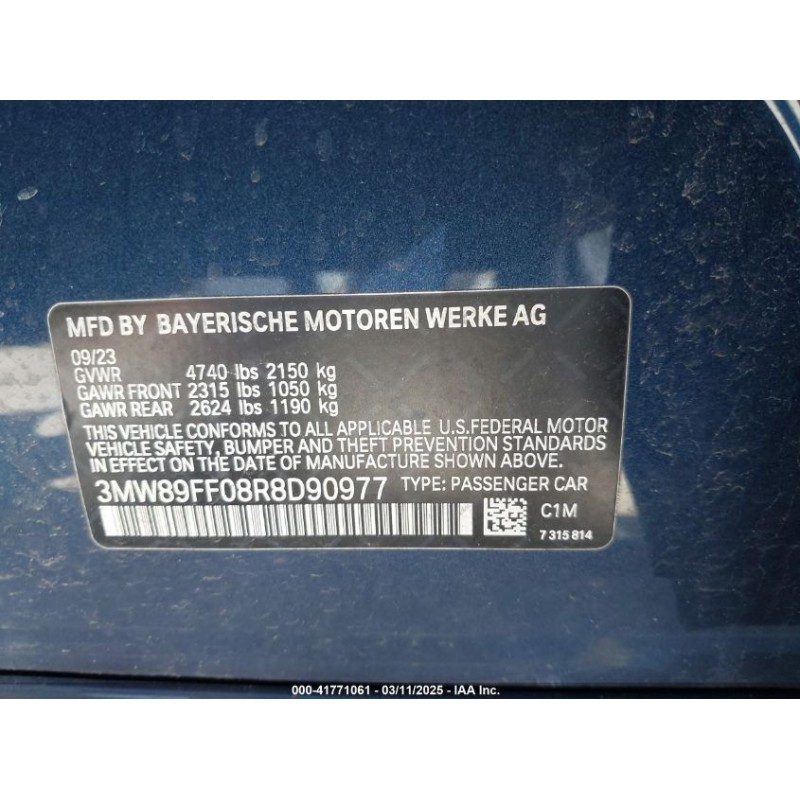 MFD BY BAYERISCHE MOTOREN WERKE AG
09/23
GVWR 4740 lbs 2150 kg
GAWR FRONT 2315 lbs 1050 kg
GAWR REAR 2624 lbs 1190 kg
THIS VEHICLE CONFORMS TO ALL APPLICABLE U.S.FEDERAL MOTOR
VEHICLE SAFETY, BUMPER AND THEFT PREVENTION STANDARDS
IN EFFECT ON THE DATE OF MANUFACTURE SHOWN ABOVE.
3MW89FF08R8D90977 TYPE: PASSENGER CAR
C1M
7 315 814
000-41771061 - 03/11/2025 - IAA Inc.